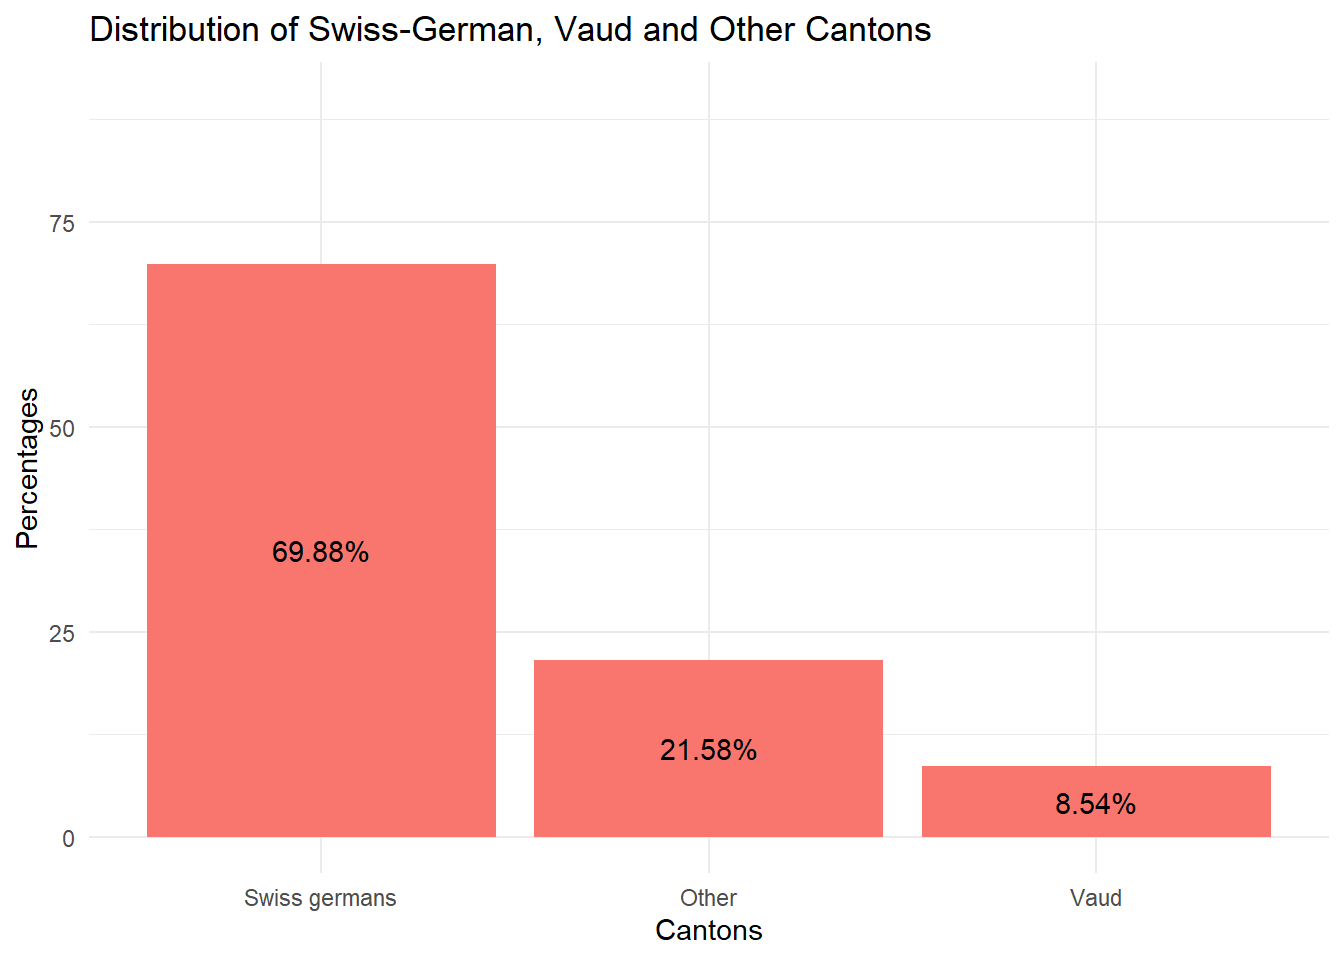 Distribution of Swiss-German, Vaud and Other Cantons
Percentages
75
50
25
0
69.88%
21.58%
8.54%
Swiss germans
Other
Vaud
Cantons